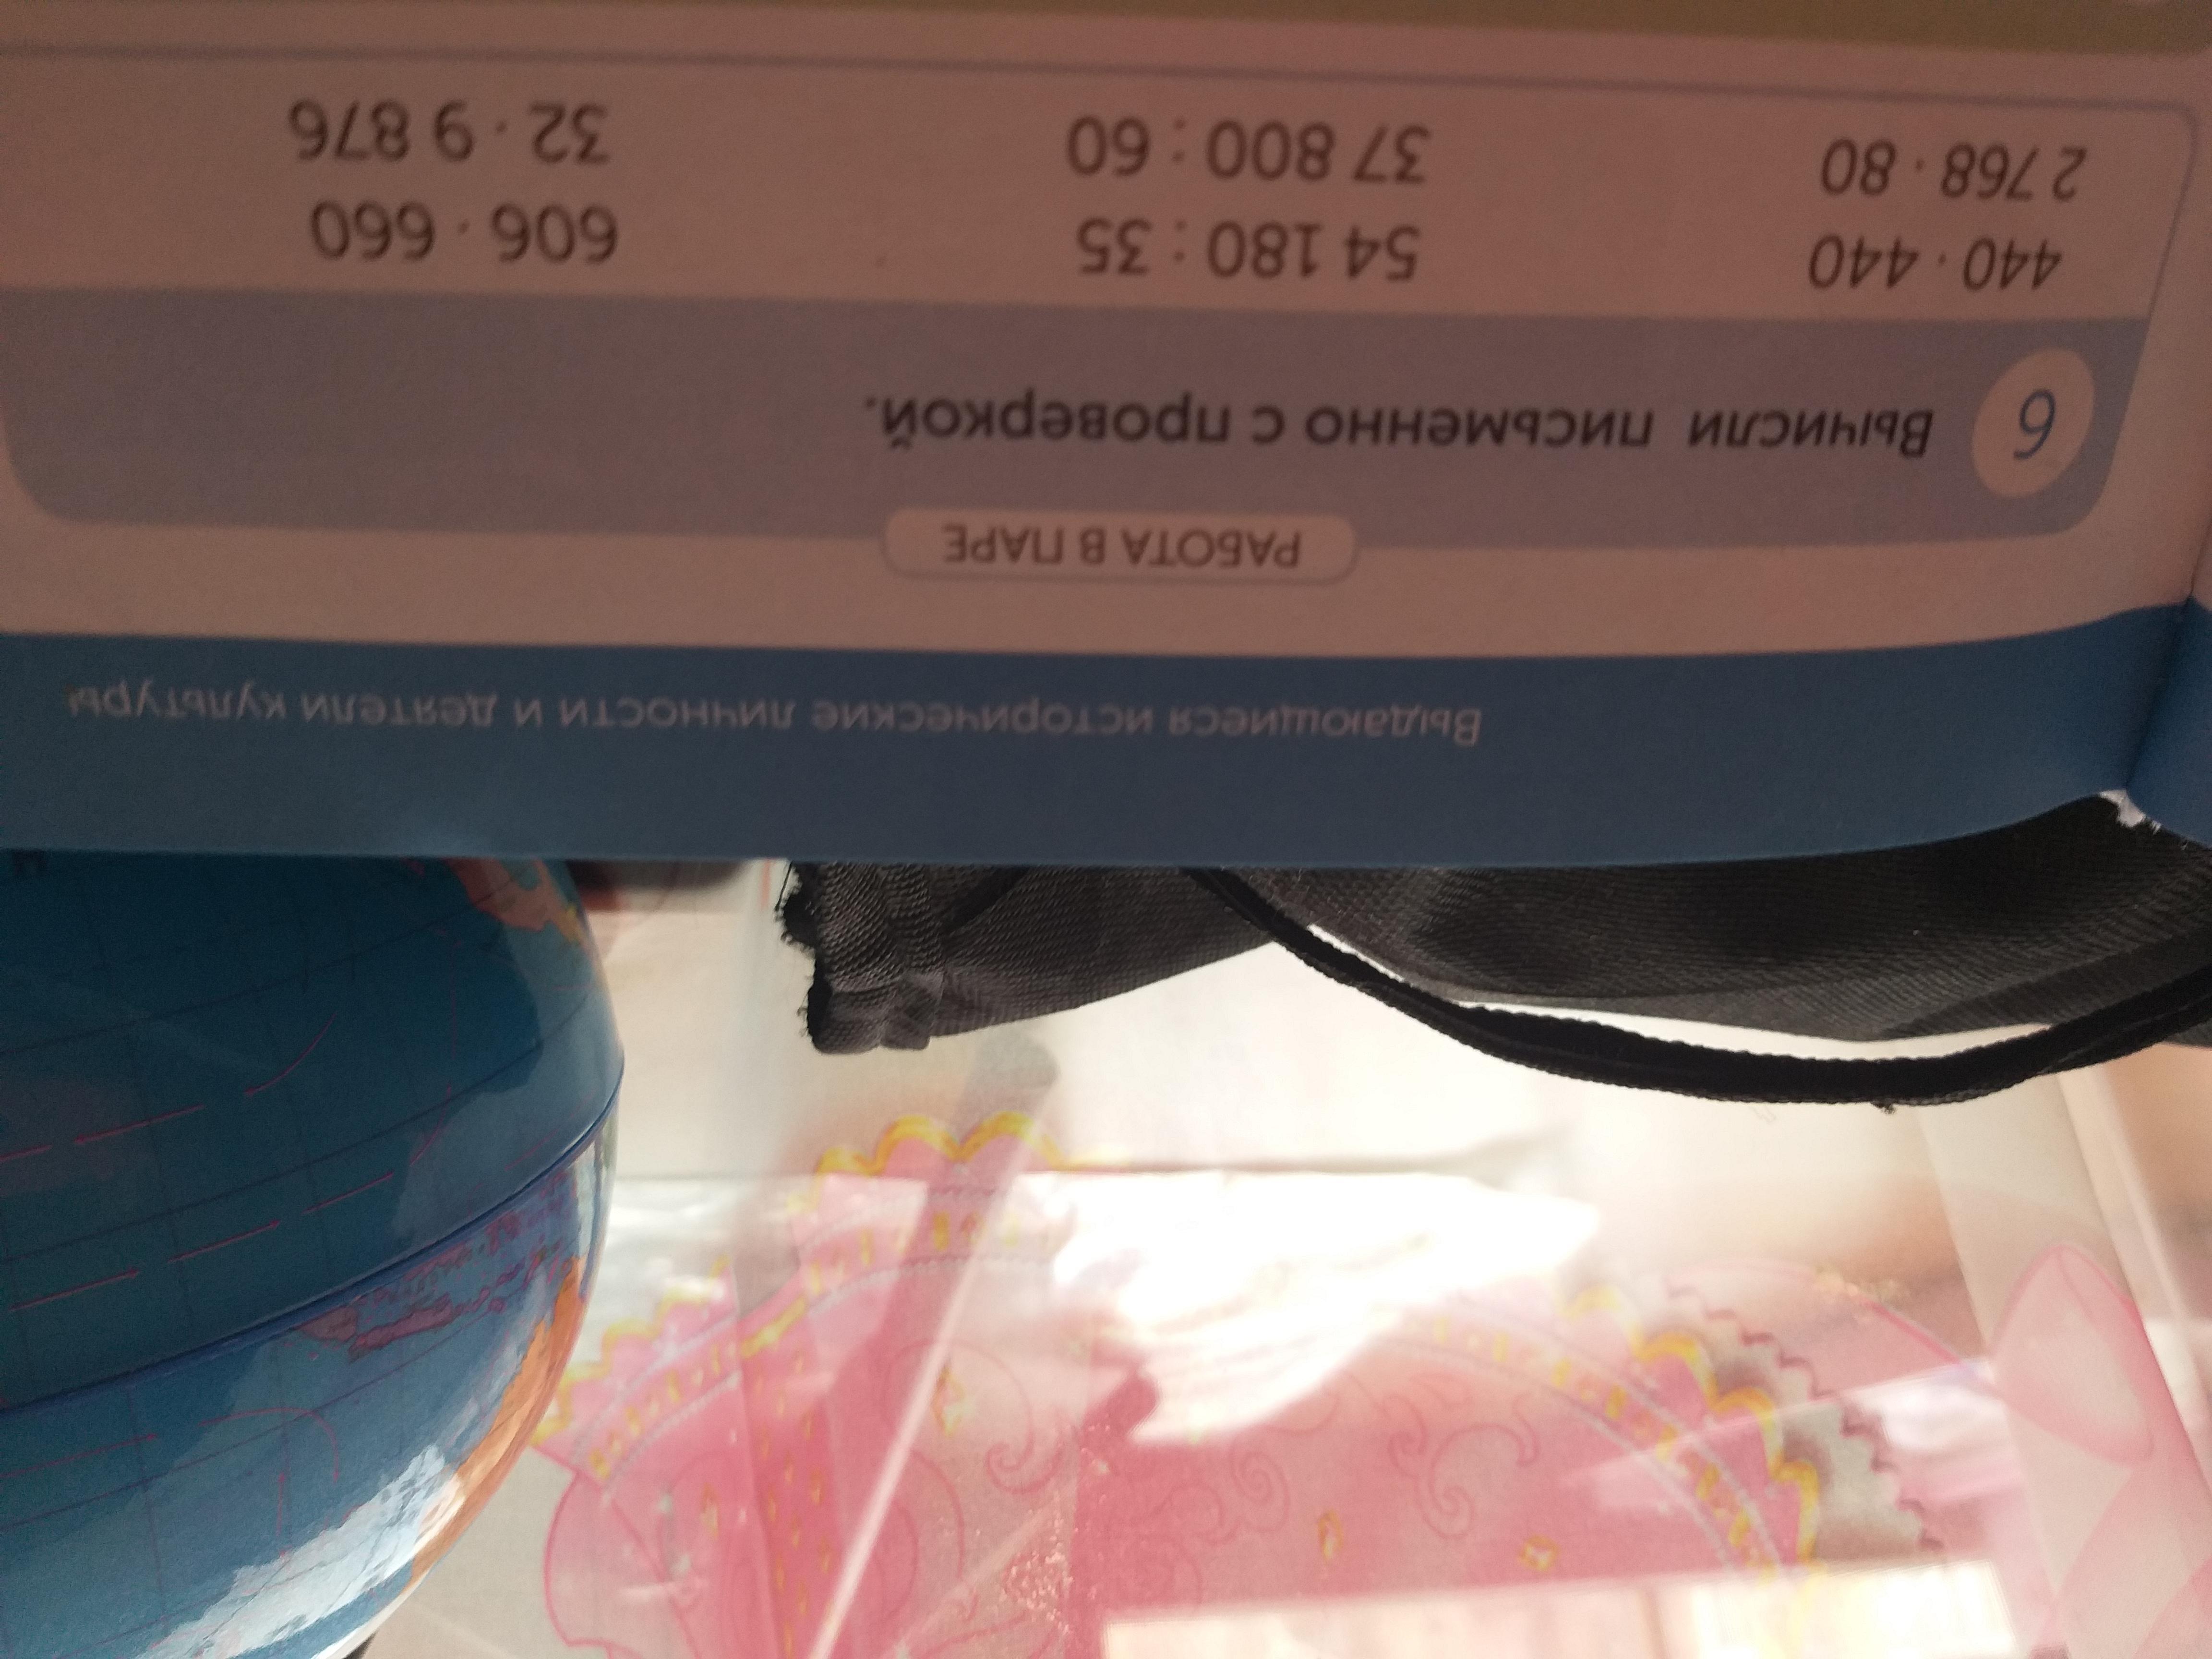 Выдающиеся исторические личности и деятели культуры
РАБОТА В ПАРЕ
6 Вычисли письменно с проверкой.
440 · 440 54 180 : 35 606 · 660
2 768 · 80 37 800 : 60 32 · 9 876